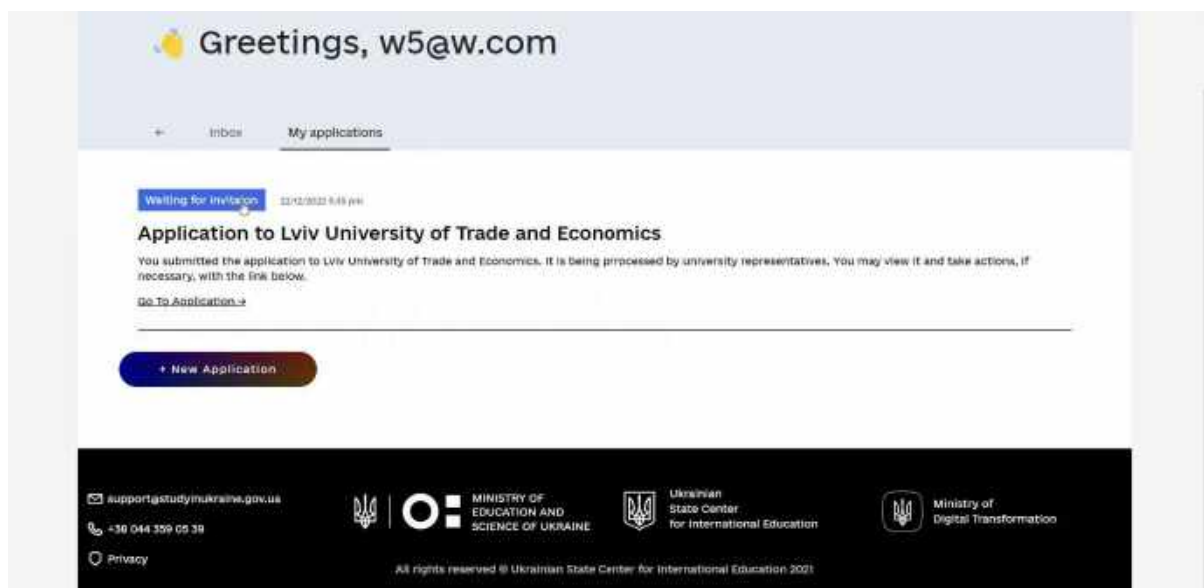 Greetings, w5@w.com
← Inbox My applications
Waiting for invitaion
Application to Lviv University of Trade and Economics
You submitted the application to Lviv University of Trade and Economics. It is being prrocessed by university representatives. You may view it and take actions, if
necessary, with the link below.
Go To Application →
+ New Application
support@studyinukraine.gov.ua
+38 044 359 05 39
Privacy
MINISTRY OF
EDUCATION AND
SCIENCE OF UKRAINE
Ukrainian
State Center
for International Education
Ministry of
Digital Transformation
All rights reserved © Ukrainian State Center for International Education 2021